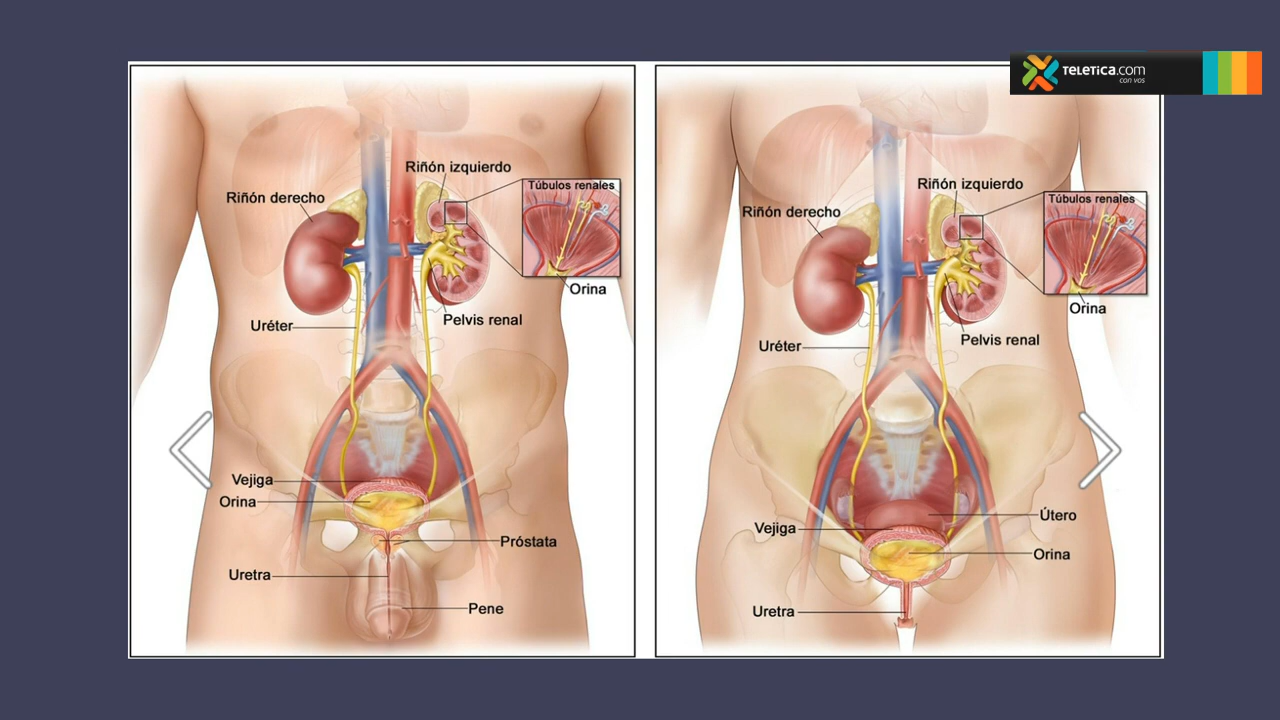 TELETICA.COM
con vos
Riñón izquierdo
Túbulos renales
Riñón derecho
Orina
Pelvis renal
Uréter
Vejiga
Orina
Próstata
Uretra
Pene
Riñón izquierdo
Túbulos renales
Riñón derecho
Orina
Pelvis renal
Uréter
Útero
Vejiga
Orina
Uretra